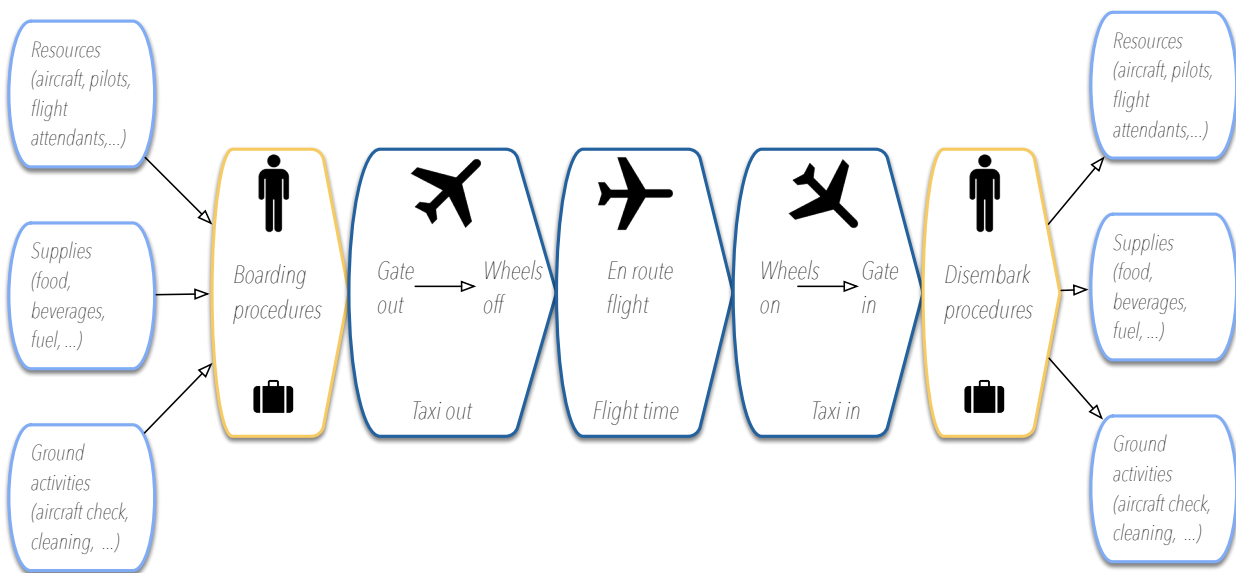 Resources
(aircraft, pilots,
flight
attendants,...)
Supplies
(food,
beverages,
fuel, ...)
Ground
activities
(aircraft check,
cleaning, ...)
Boarding
procedures
Gate
out
Wheels
off
Taxi out
En route
flight
Flight time
Wheels
on
Gate
in
Taxi in
Disembark
procedures
Resources
(aircraft, pilots,
flight
attendants,...)
Supplies
(food,
beverages,
fuel, ...)
Ground
activities
(aircraft check,
cleaning, ...)